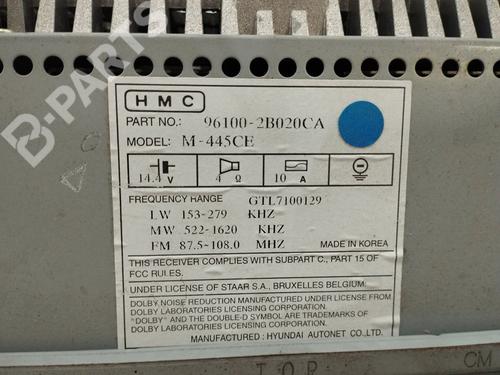 B-PARTS
HMC
PART NO.: 96100-2B020CA
MODEL: M-445CE
14.4 V 4 Ω 10 A
FREQUENCY RANGE GTL7100129
LW 153-279 KHZ
MW 522-1620 KHZ
FM 87.5~108.0 MHZ MADE IN KOREA
THIS RECEIVER COMPLIES WITH SUBPART C., PART 15 OF
FCC RULES.
UNDER LICENSE OF STAAR S.A., BRUXELLES BELGIUM.
DOLBY NOISE REDUCTION MANUFACTURED UNDER LICENSE FROM
DOLBY LABORATORIES LICENSING CORPORATION.
"DOLBY" AND THE DOUBLE-D SYMBOL ARE TRADEMARKS
OF DOLBY LABORATORIES LICENSING CORPORATION.
MANUFACTURED : HYUNDAI AUTONET CO.,LTD.
TOP
CM